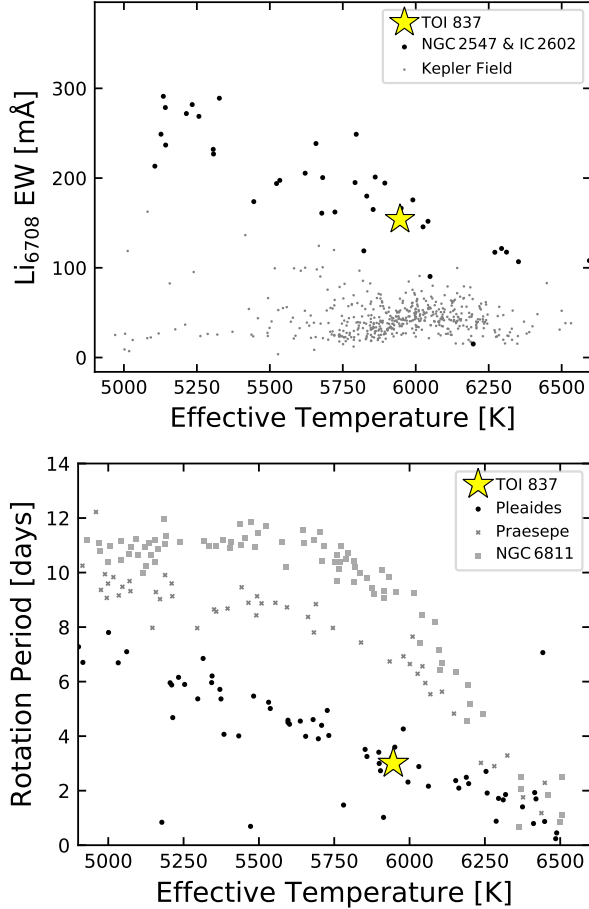 TOI 837
NGC 2547 & IC 2602
Kepler Field
300
200
100
0
Li6708 EW [mÅ]
5000 5250 5500 5750 6000 6250 6500
Effective Temperature [K]
TOI 837
Pleaides
Praesepe
NGC 6811
14
12
10
8
6
4
2
0
Rotation Period [days]
5000 5250 5500 5750 6000 6250 6500
Effective Temperature [K]